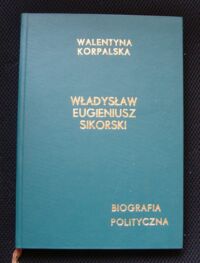 WALENTYNA
KORPALSKA
WŁADYSŁAW
EUGENIUSZ
SIKORSKI
BIOGRAFIA
POLITYCZNA